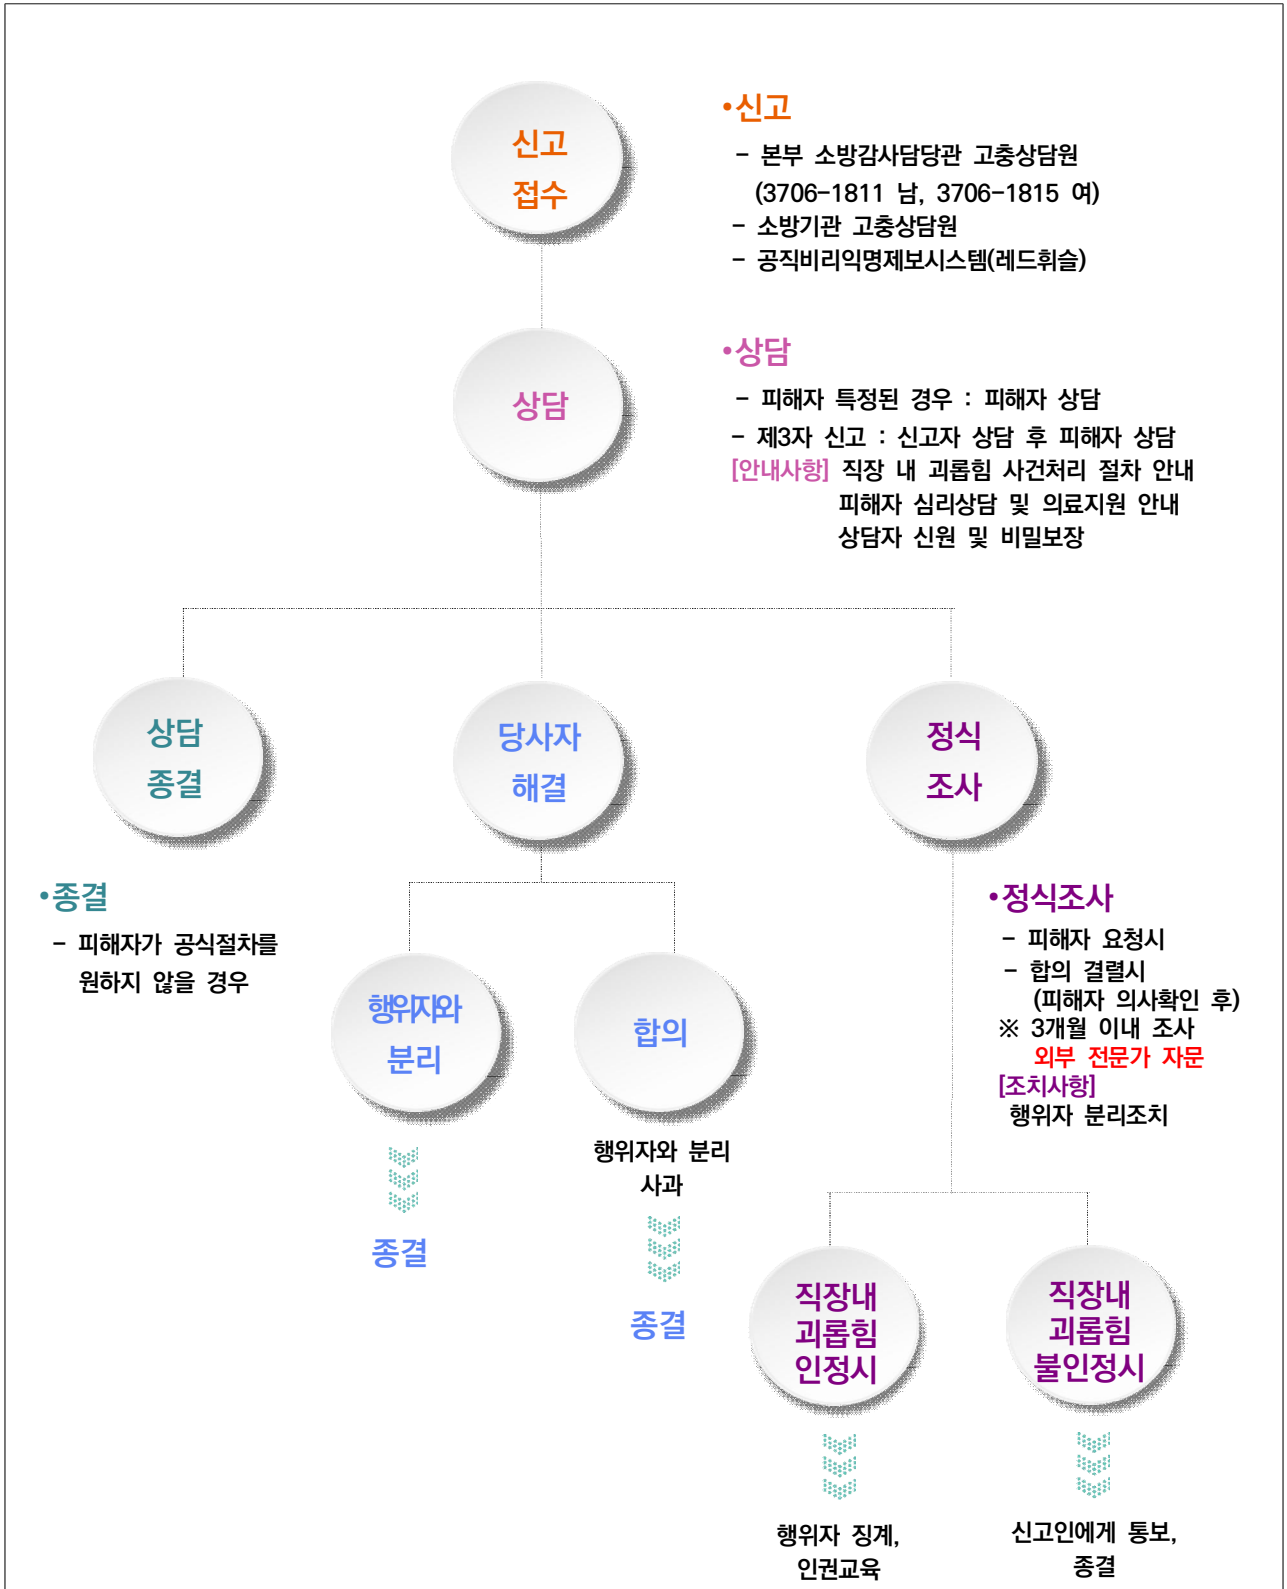 신고
접수
•신고
- 본부 소방감사담당관 고충상담원
(3706-1811 남, 3706-1815 여)
- 소방기관 고충상담원
- 공직비리익명제보시스템(레드휘슬)
상담
•상담
- 피해자 특정된 경우 : 피해자 상담
- 제3자 신고 : 신고자 상담 후 피해자 상담
[안내사항] 직장 내 괴롭힘 사건처리 절차 안내
피해자 심리상담 및 의료지원 안내
상담자 신원 및 비밀보장
상담
종결
당사자
해결
정식
조사
•종결
- 피해자가 공식절차를
원하지 않을 경우
•정식조사
- 피해자 요청시
- 합의 결렬시
(피해자 의사확인 후)
※ 3개월 이내 조사
외부 전문가 자문
[조치사항]
행위자 분리조치
행위자와
분리
합의
행위자와 분리
사과
종결
종결
직장내
괴롭힘
인정시
직장내
괴롭힘
불인정시
행위자 징계,
인권교육
신고인에게 통보,
종결